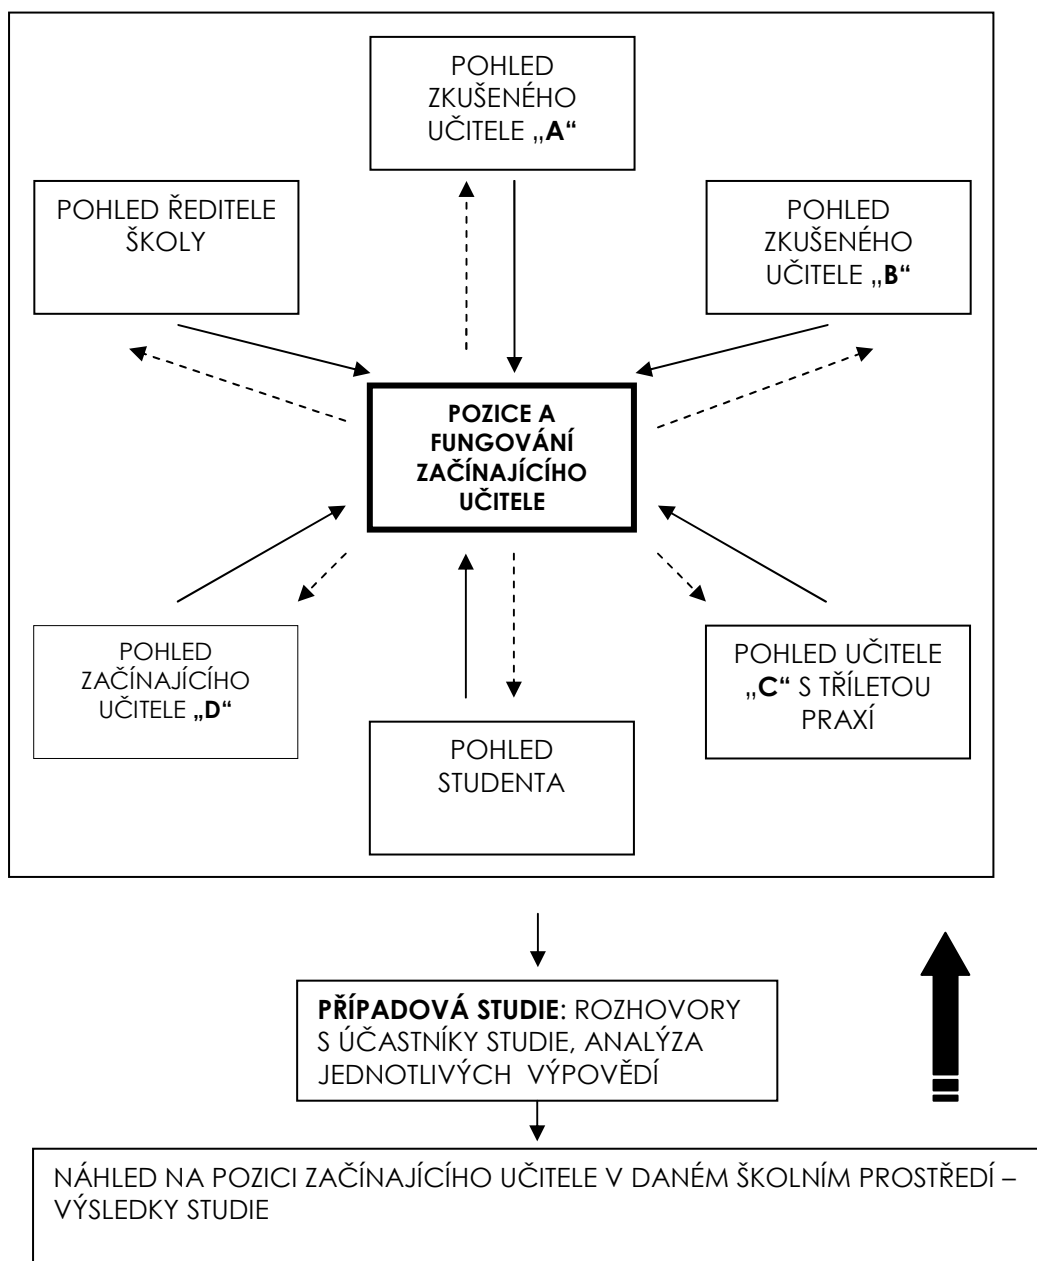 POHLED
ZKUŠENÉHO
UČITELE „A“
POHLED ŘEDITELE
ŠKOLY
POHLED
ZKUŠENÉHO
UČITELE „B“
POZICE A
FUNGOVÁNÍ
ZAČÍNAJÍCÍHO
UČITELE
POHLED
ZAČÍNAJÍCÍHO
UČITELE „D“
POHLED
STUDENTA
POHLED UČITELE
„C“ S TŘÍLETOU
PRAXÍ
PŘÍPADOVÁ STUDIE: ROZHOVORY
S ÚČASTNÍKY STUDIE, ANALÝZA
JEDNOTLIVÝCH VÝPOVĚDÍ
NÁHLED NA POZICI ZAČÍNAJÍCÍHO UČITELE V DANÉM ŠKOLNÍM PROSTŘEDÍ –
VÝSLEDKY STUDIE